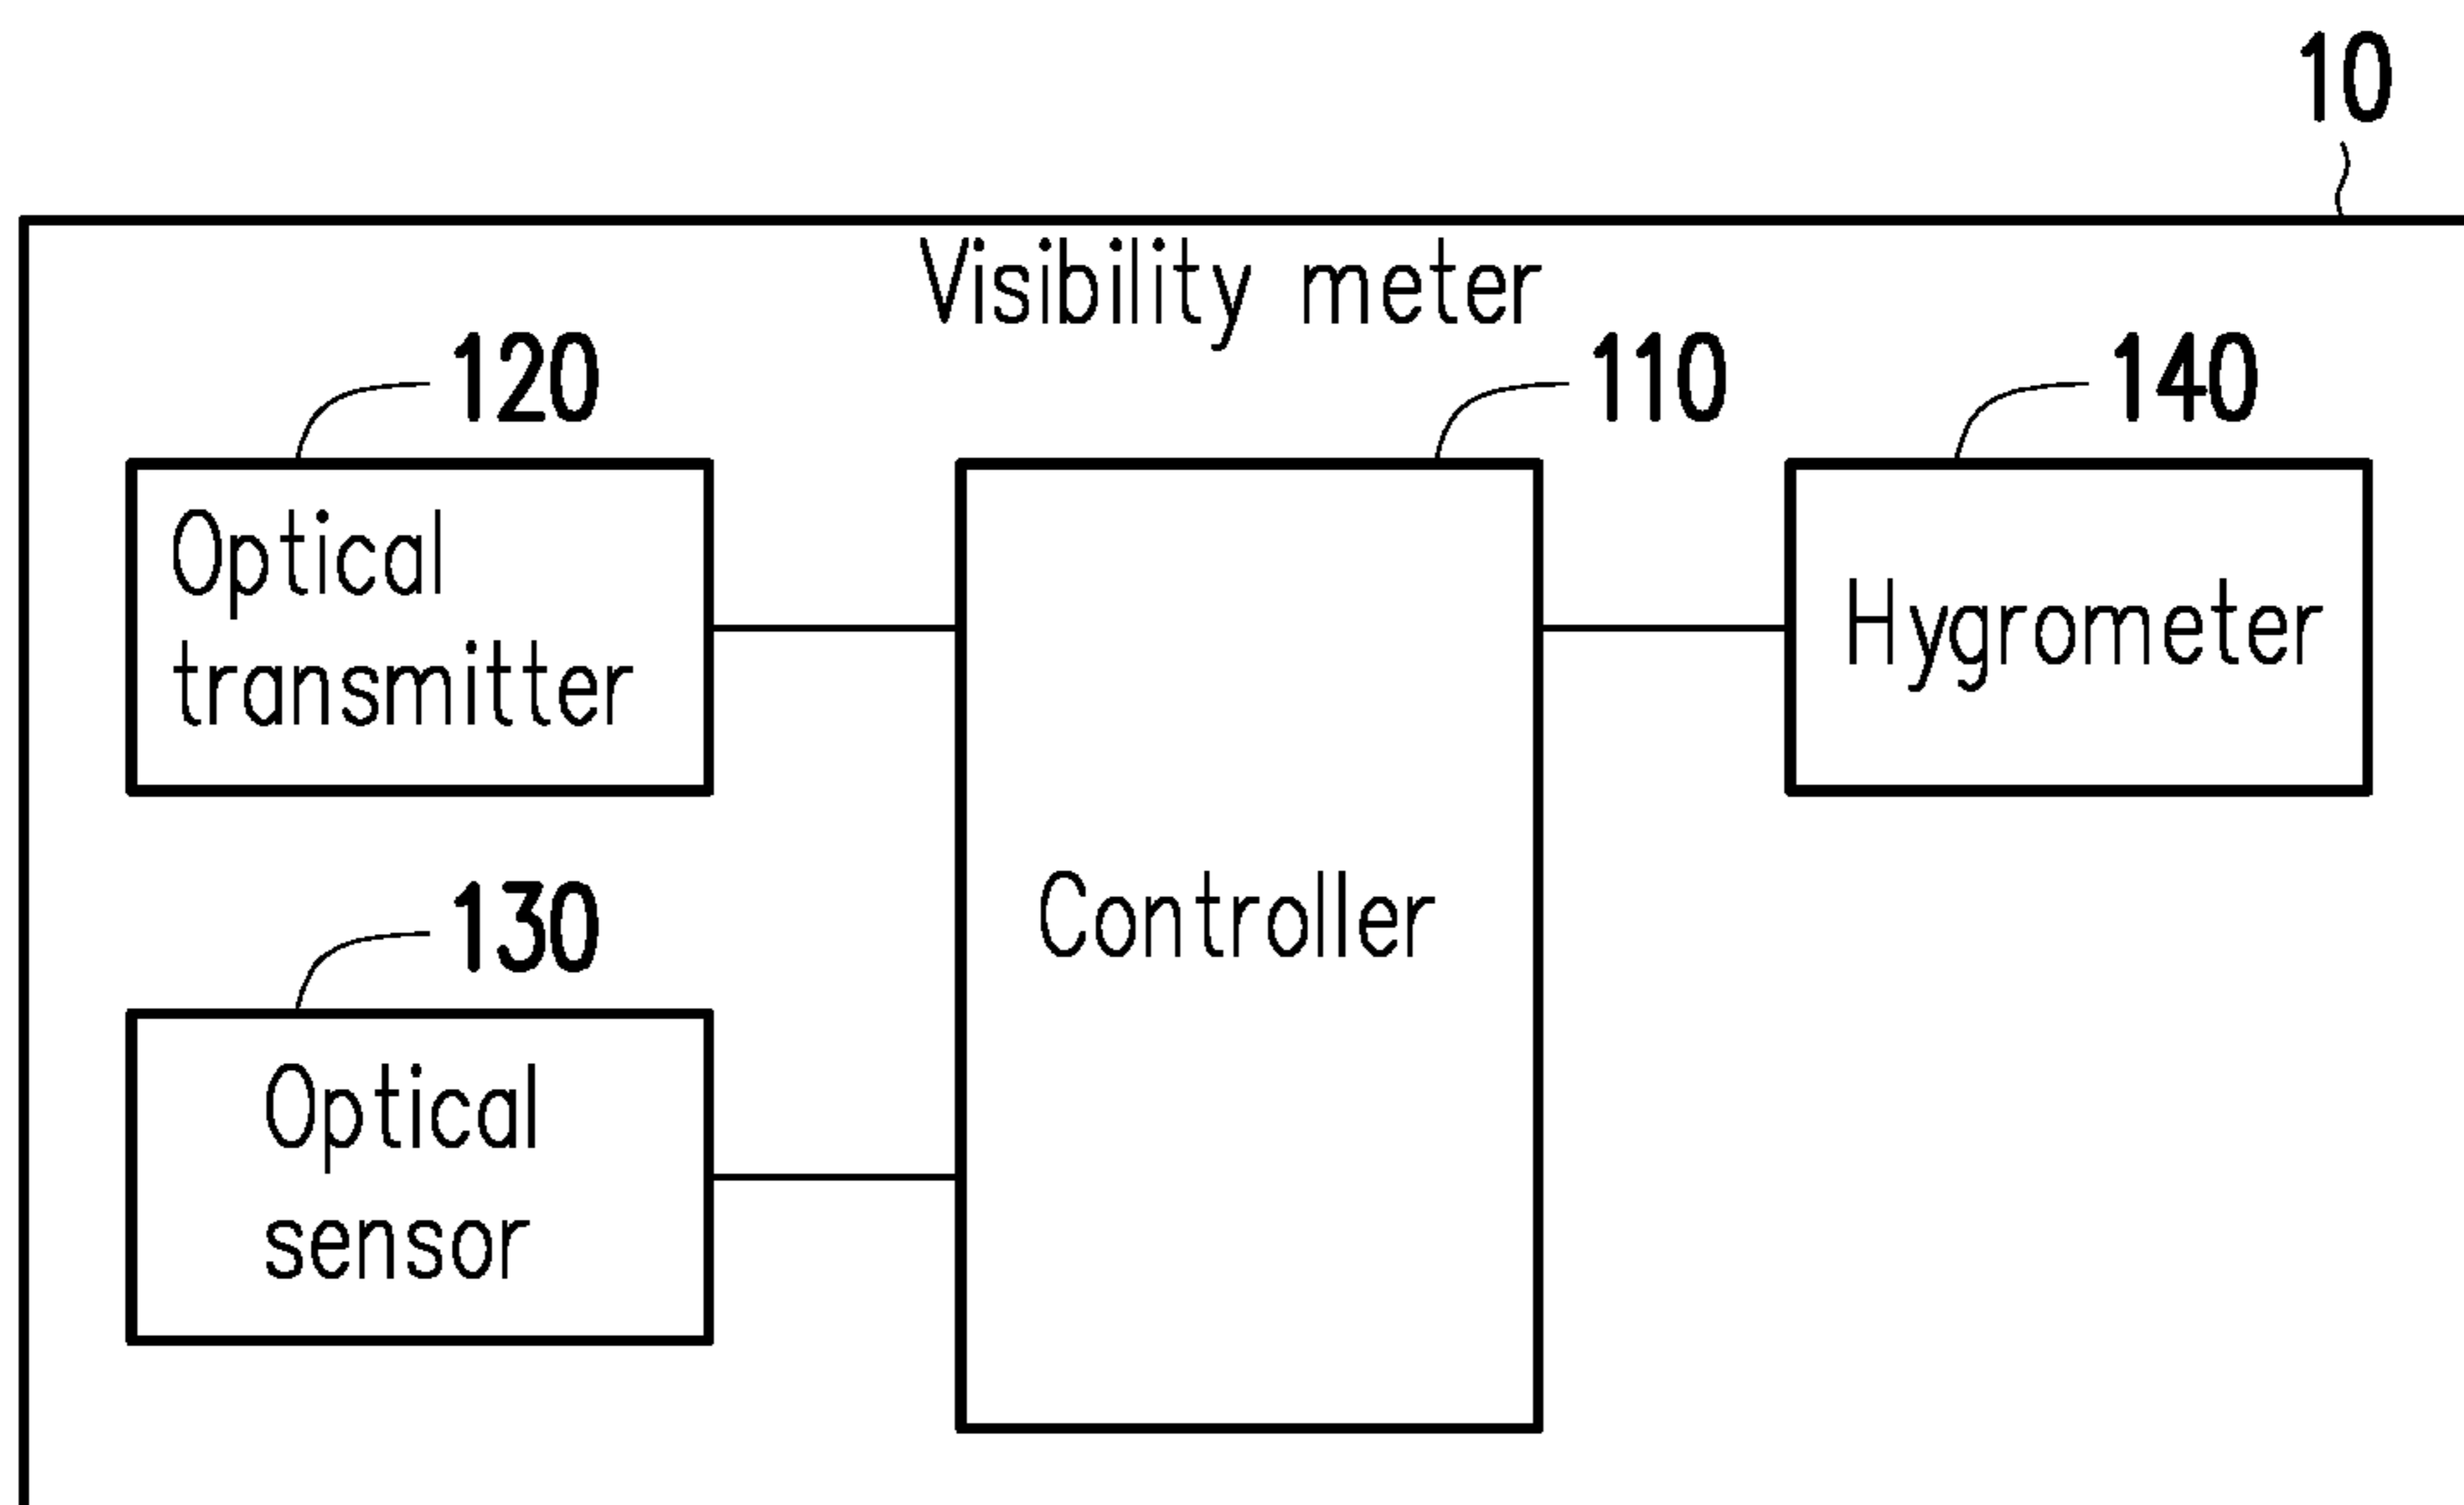 10
Visibility meter
120
110
140
Optical
transmitter
Hygrometer
Controller
130
Optical
sensor